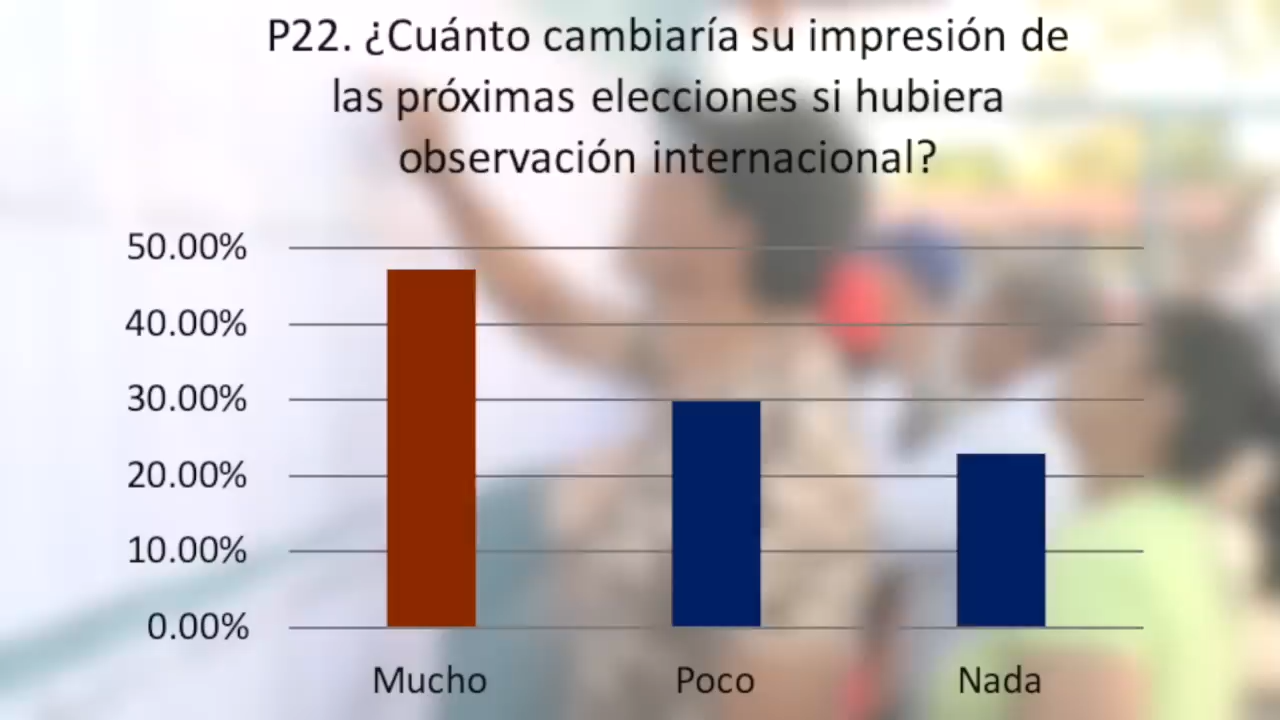 P22. ¿Cuánto cambiaría su impresión de
las próximas elecciones si hubiera
observación internacional?
50.00%
40.00%
30.00%
20.00%
10.00%
0.00%
Mucho Poco Nada